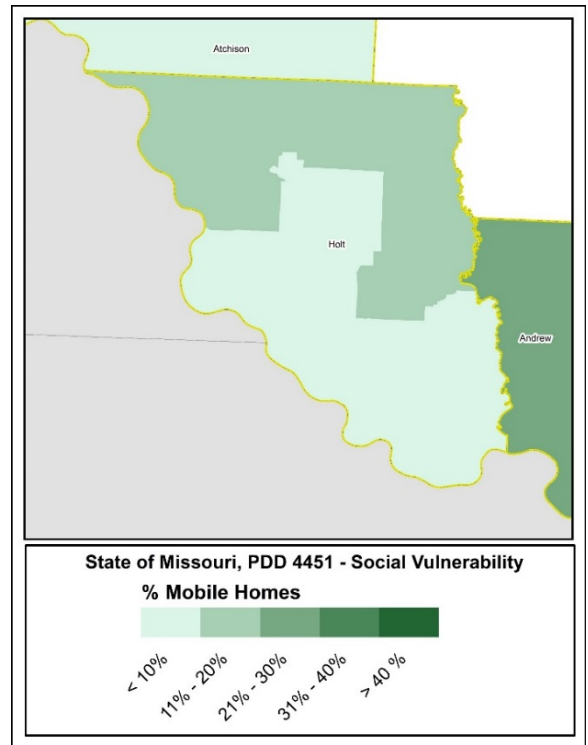 Atchison
Holt
Andrew
State of Missouri, PDD 4451 - Social Vulnerability
% Mobile Homes
< 10%
11% - 20%
21% - 30%
31% - 40%
> 40 %